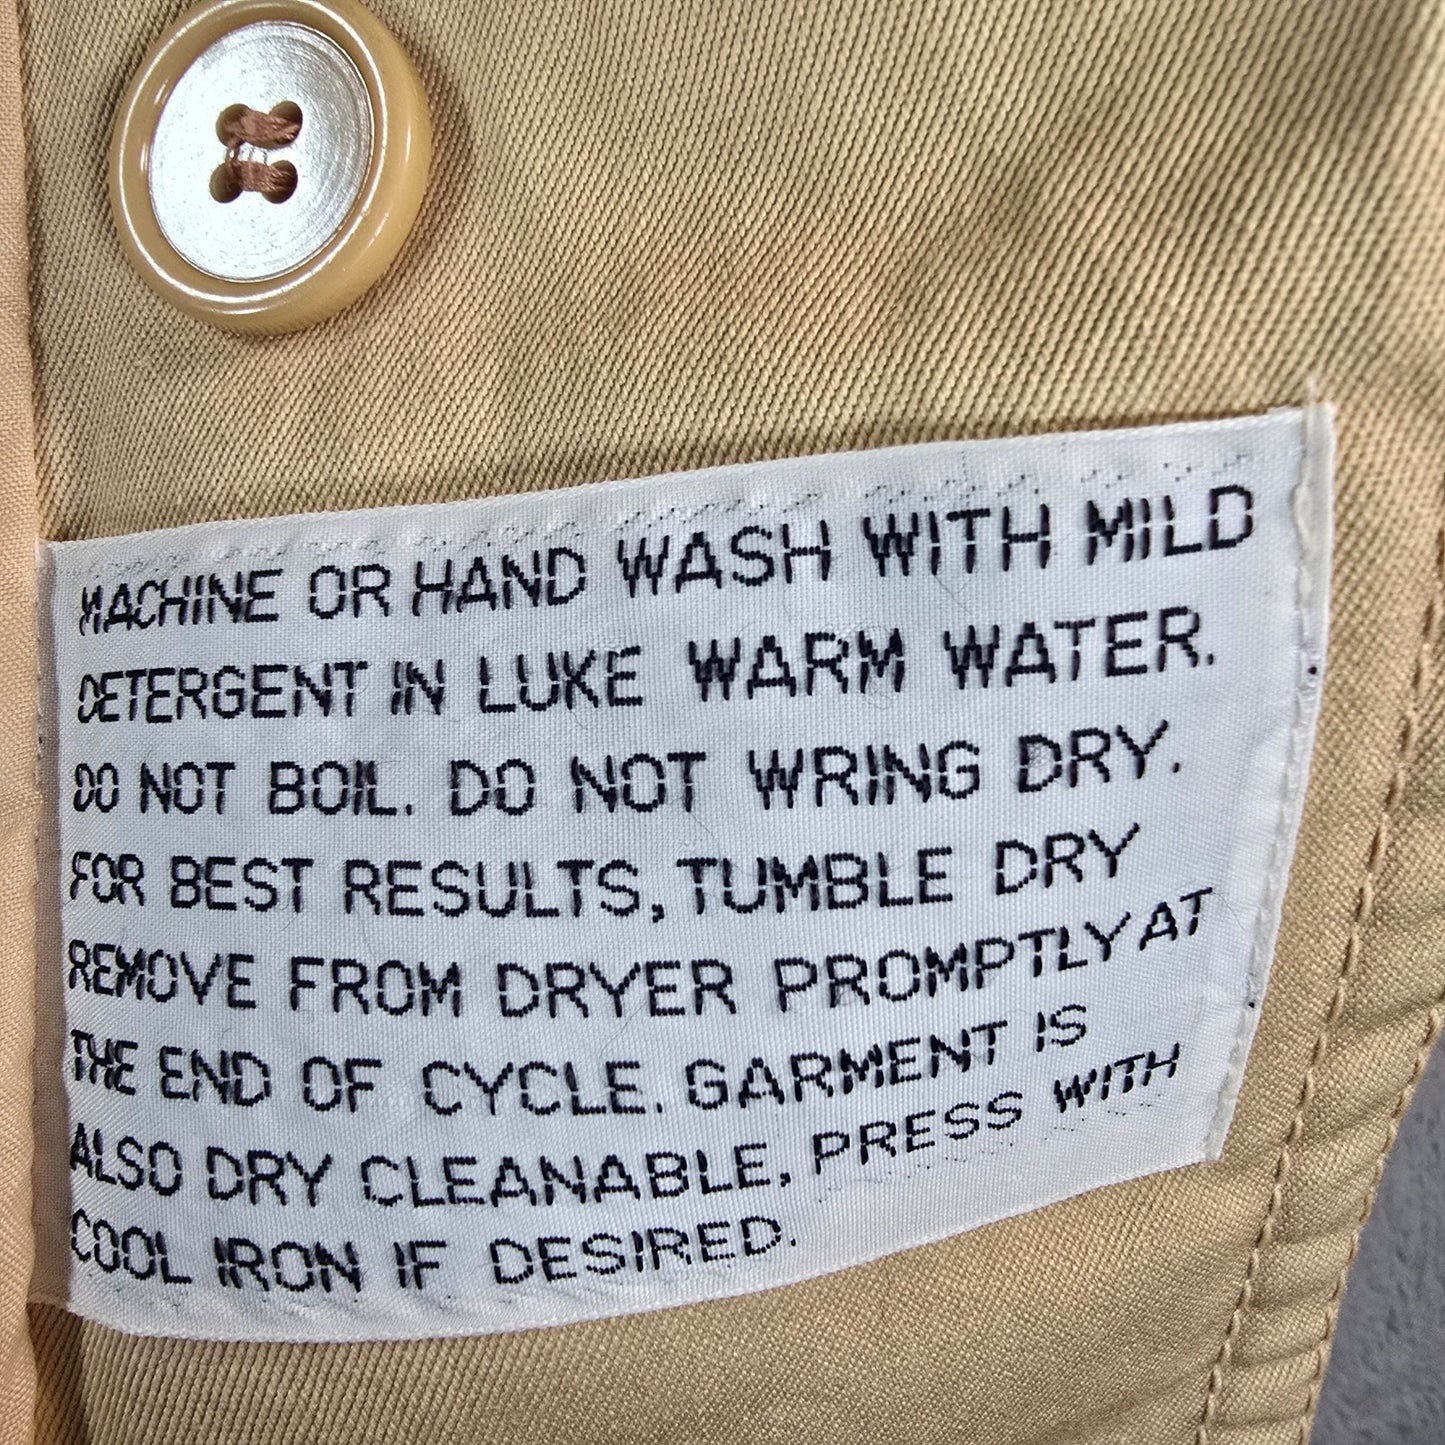 MACHINE OR HAND WASH WITH MILD
DETERGENT IN LUKE WARM WATER.
DO NOT BOIL. DO NOT WRING DRY.
FOR BEST RESULTS, TUMBLE DRY
REMOVE FROM DRYER PROMPTLY AT
THE END OF CYCLE. GARMENT IS
ALSO DRY CLEANABLE, PRESS WITH
COOL IRON IF DESIRED.